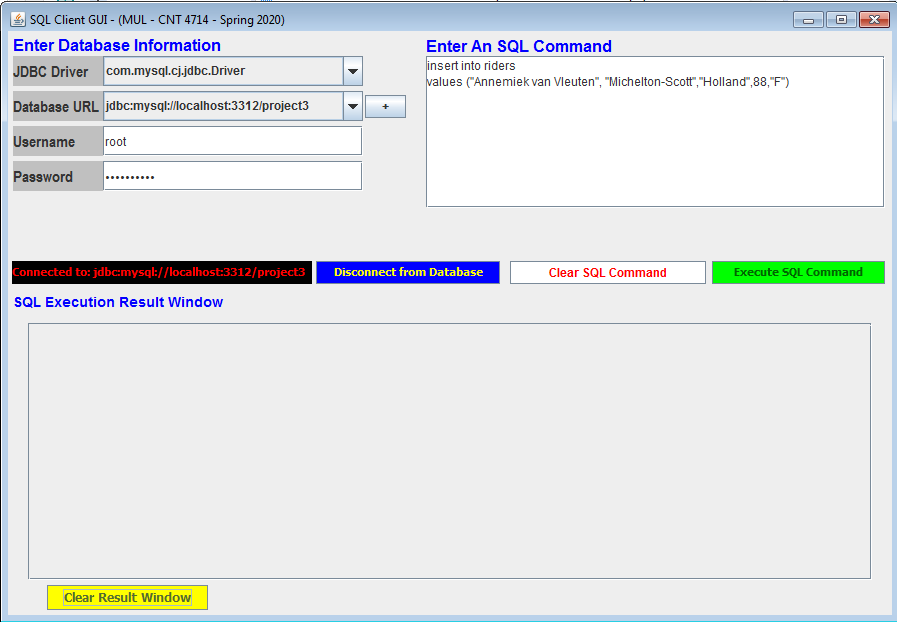 SQL Client GUI - (MUL - CNT 4714 - Spring 2020)
Enter Database Information
JDBC Driver com.mysql.cj.jdbc.Driver
Database URL jdbc:mysql://localhost:3312/project3 +
Username root
Password ••••••••••
Enter An SQL Command
insert into riders
values ("Annemiek van Vleuten", "Michelton-Scott","Holland",88,"F")
Connected to: jdbc:mysql://localhost:3312/project3 Disconnect from Database Clear SQL Command Execute SQL Command
SQL Execution Result Window
Clear Result Window